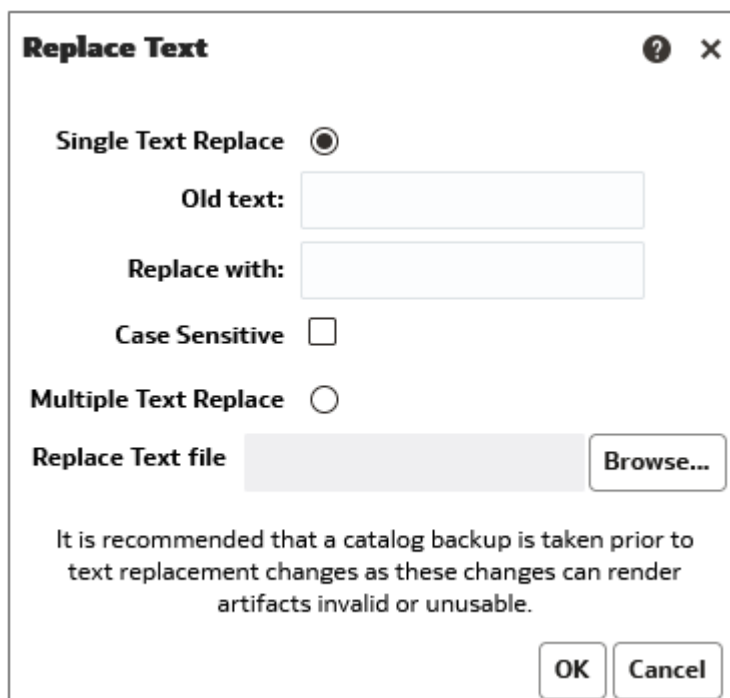 Replace Text
Single Text Replace
Old text:
Replace with:
Case Sensitive
Multiple Text Replace
Replace Text file
Browse...
It is recommended that a catalog backup is taken prior to
text replacement changes as these changes can render
artifacts invalid or unusable.
OK Cancel